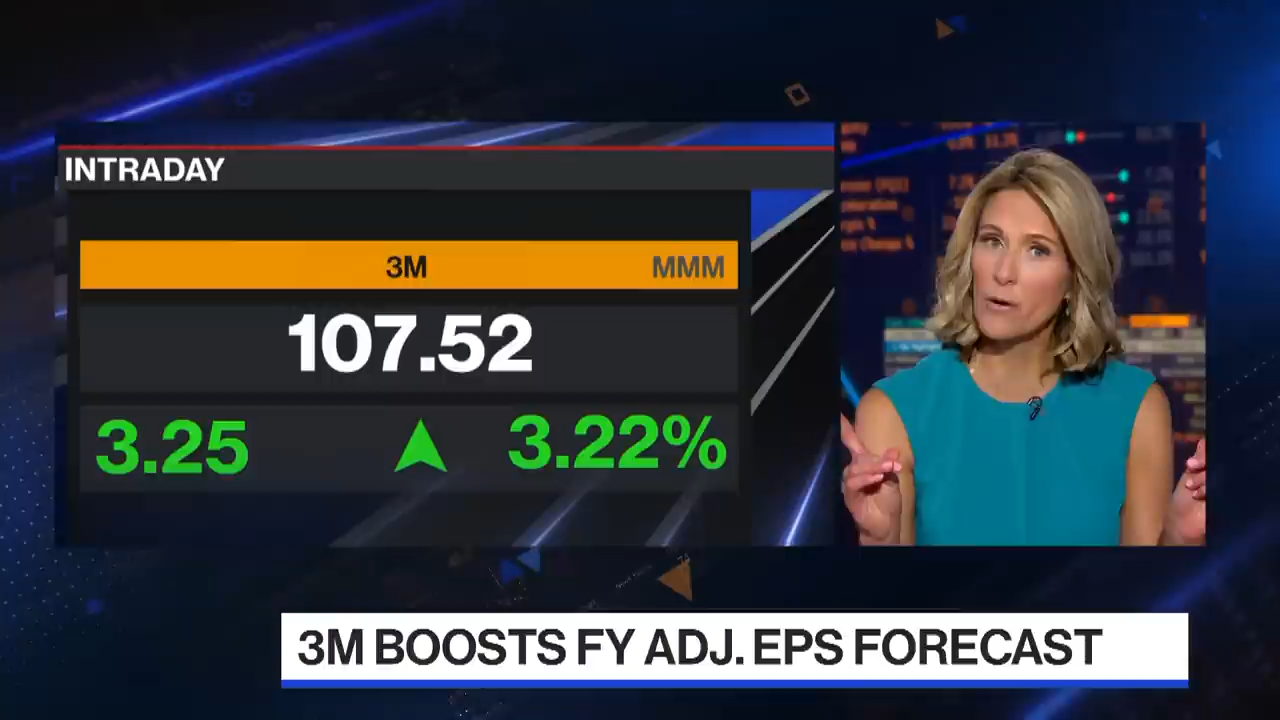 INTRADAY
3M MMM
107.52
3.25 3.22%
3M BOOSTS FY ADJ. EPS FORECAST